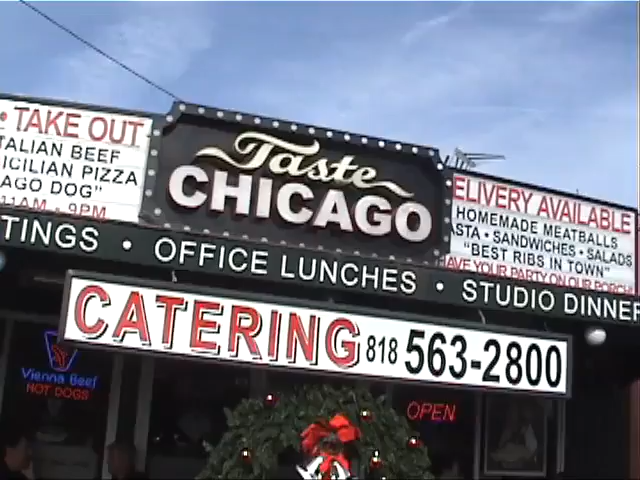 • TAKE OUT
TALIAN BEEF
ICILIAN PIZZA
AGO DOG"
11AM - 9PM
Taste
CHICAGO
ELIVERY AVAILABLE
HOMEMADE MEATBALLS
ASTA • SANDWICHES • SALADS
"BEST RIBS IN TOWN"
HAVE YOUR PARTY ON OUR PORCH!
TINGS • OFFICE LUNCHES • STUDIO DINNER
CATERING 818 563-2800
Vienna Beef
HOT DOGS
OPEN